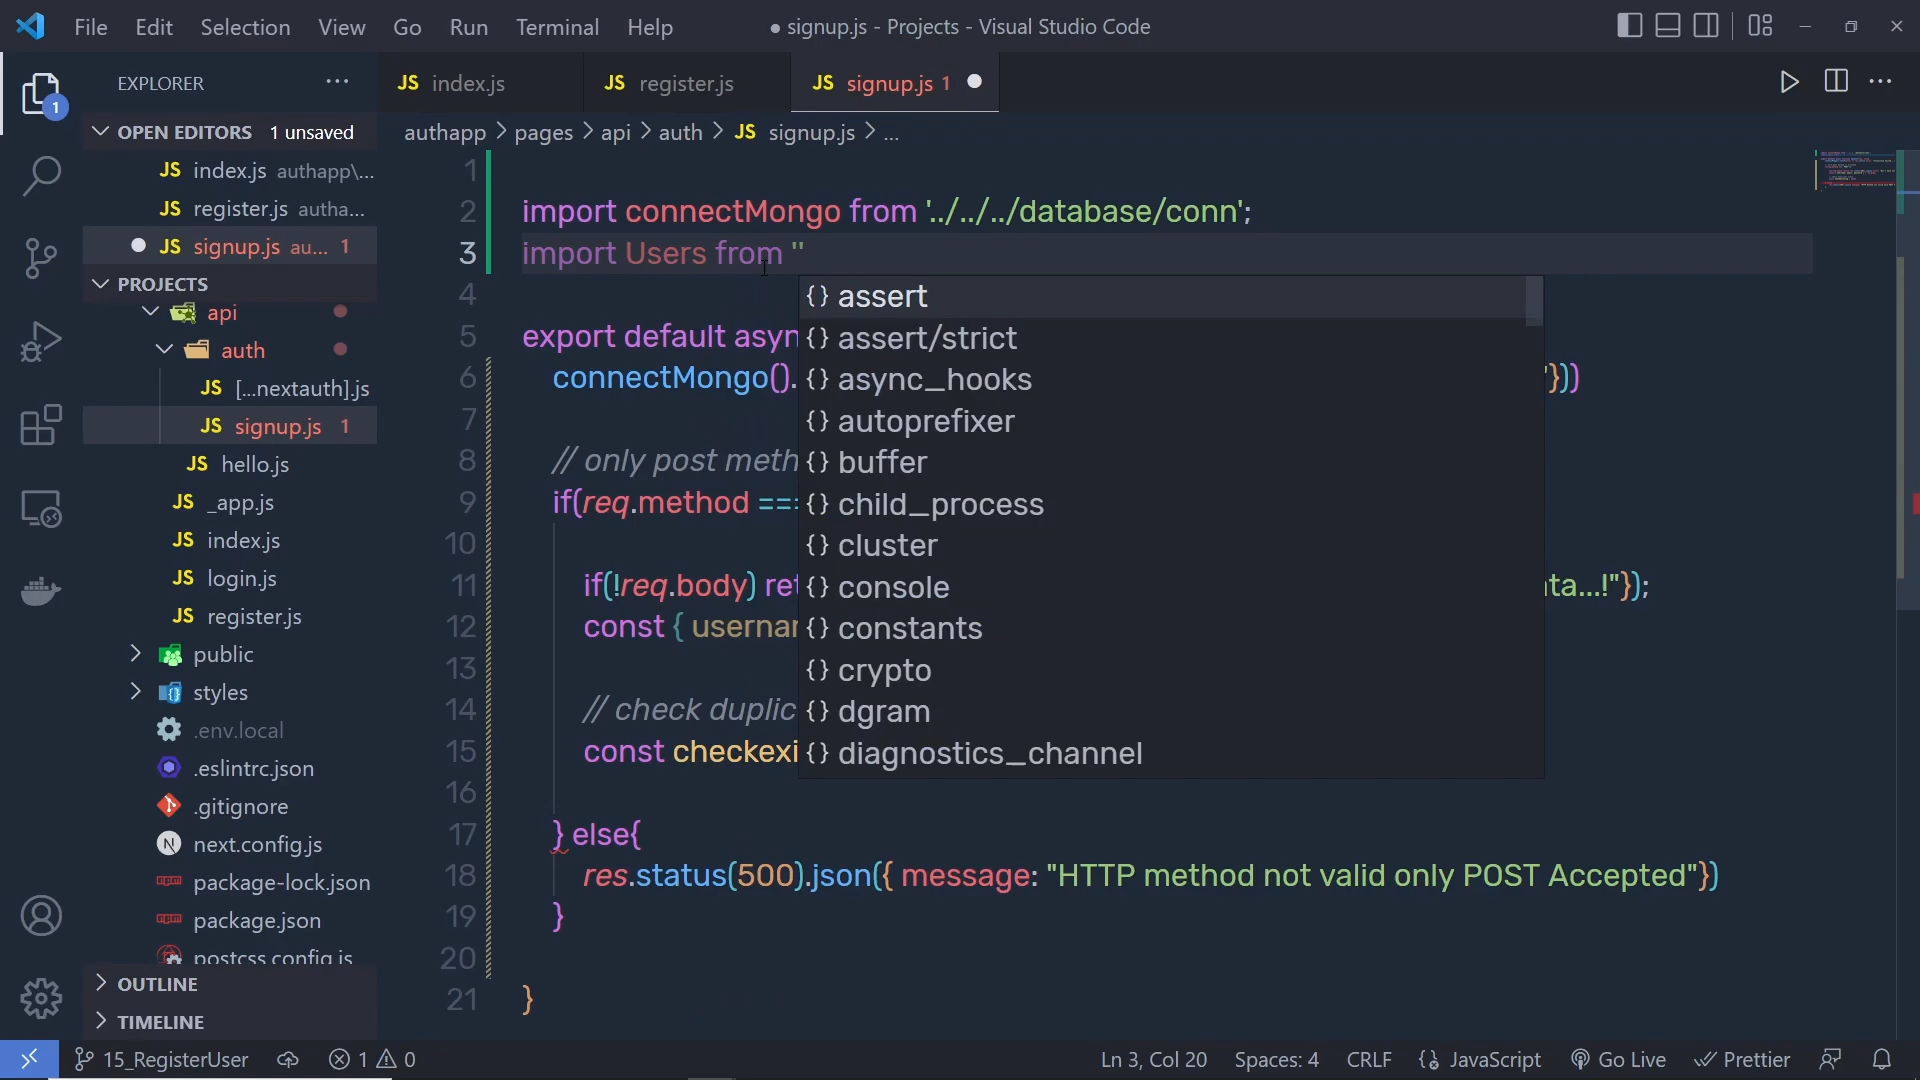 File Edit Selection View Go Run Terminal Help
● signup.js - Projects - Visual Studio Code
EXPLORER
JS index.js
JS register.js
JS signup.js 1
1
OPEN EDITORS 1 unsaved
JS index.js authapp\...
JS register.js autha...
JS signup.js au... 1
PROJECTS
api
auth
JS [...nextauth].js
JS signup.js 1
JS hello.js
JS _app.js
JS index.js
JS login.js
JS register.js
public
styles
.env.local
.eslintrc.json
.gitignore
N next.config.js
package-lock.json
package.json
postcss.config.js
OUTLINE
TIMELINE
authapp > pages > api > auth > JS signup.js > ...
1
2 import connectMongo from '../../../database/conn';
3 import Users from ''
4
5 export default asyn
6 connectMongo(). "}))
7
8 // only post meth
9 if(req.method ===
10
11 if(!req.body) ret ta...!"});
12 const { usernar
13
14 // check duplic
15 const checkexi
16
17 } else{
18 res.status(500).json({ message: "HTTP method not valid only POST Accepted"})
19 }
20
21 }
{} assert
{} assert/strict
{} async_hooks
{} autoprefixer
{} buffer
{} child_process
{} cluster
{} console
{} constants
{} crypto
{} dgram
{} diagnostics_channel
15_RegisterUser 1 0 Ln 3, Col 20 Spaces: 4 CRLF {} JavaScript Go Live Prettier